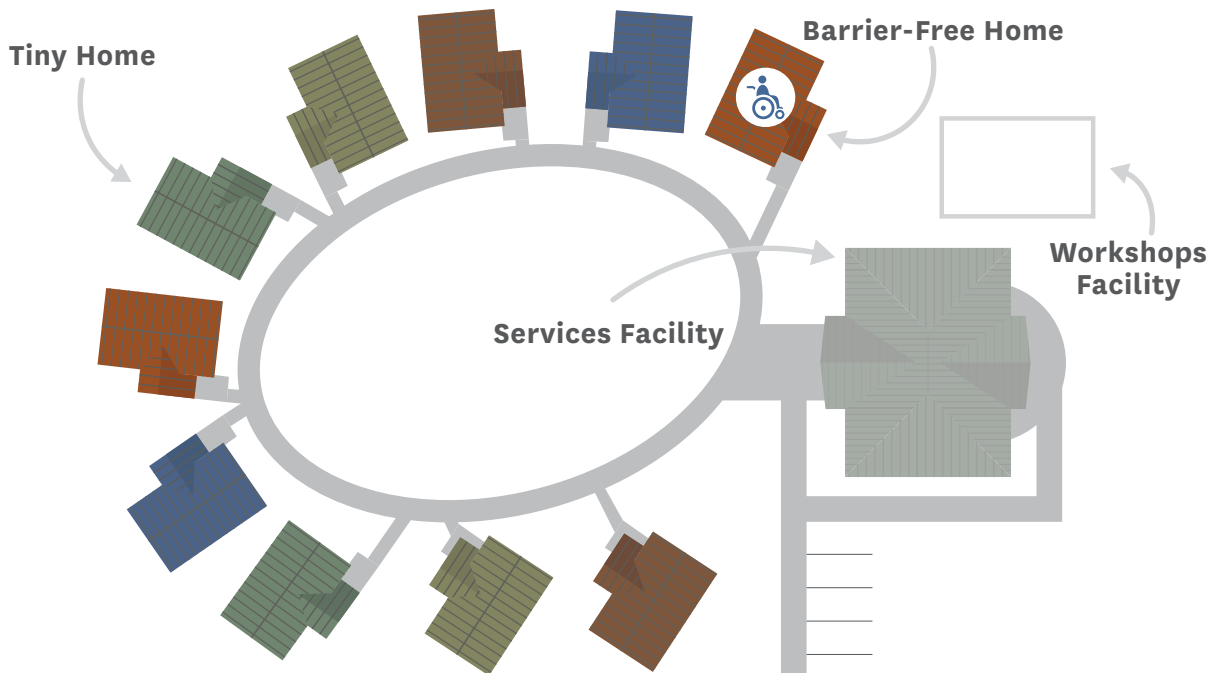 Tiny Home
Barrier-Free Home
Workshops
Facility
Services Facility